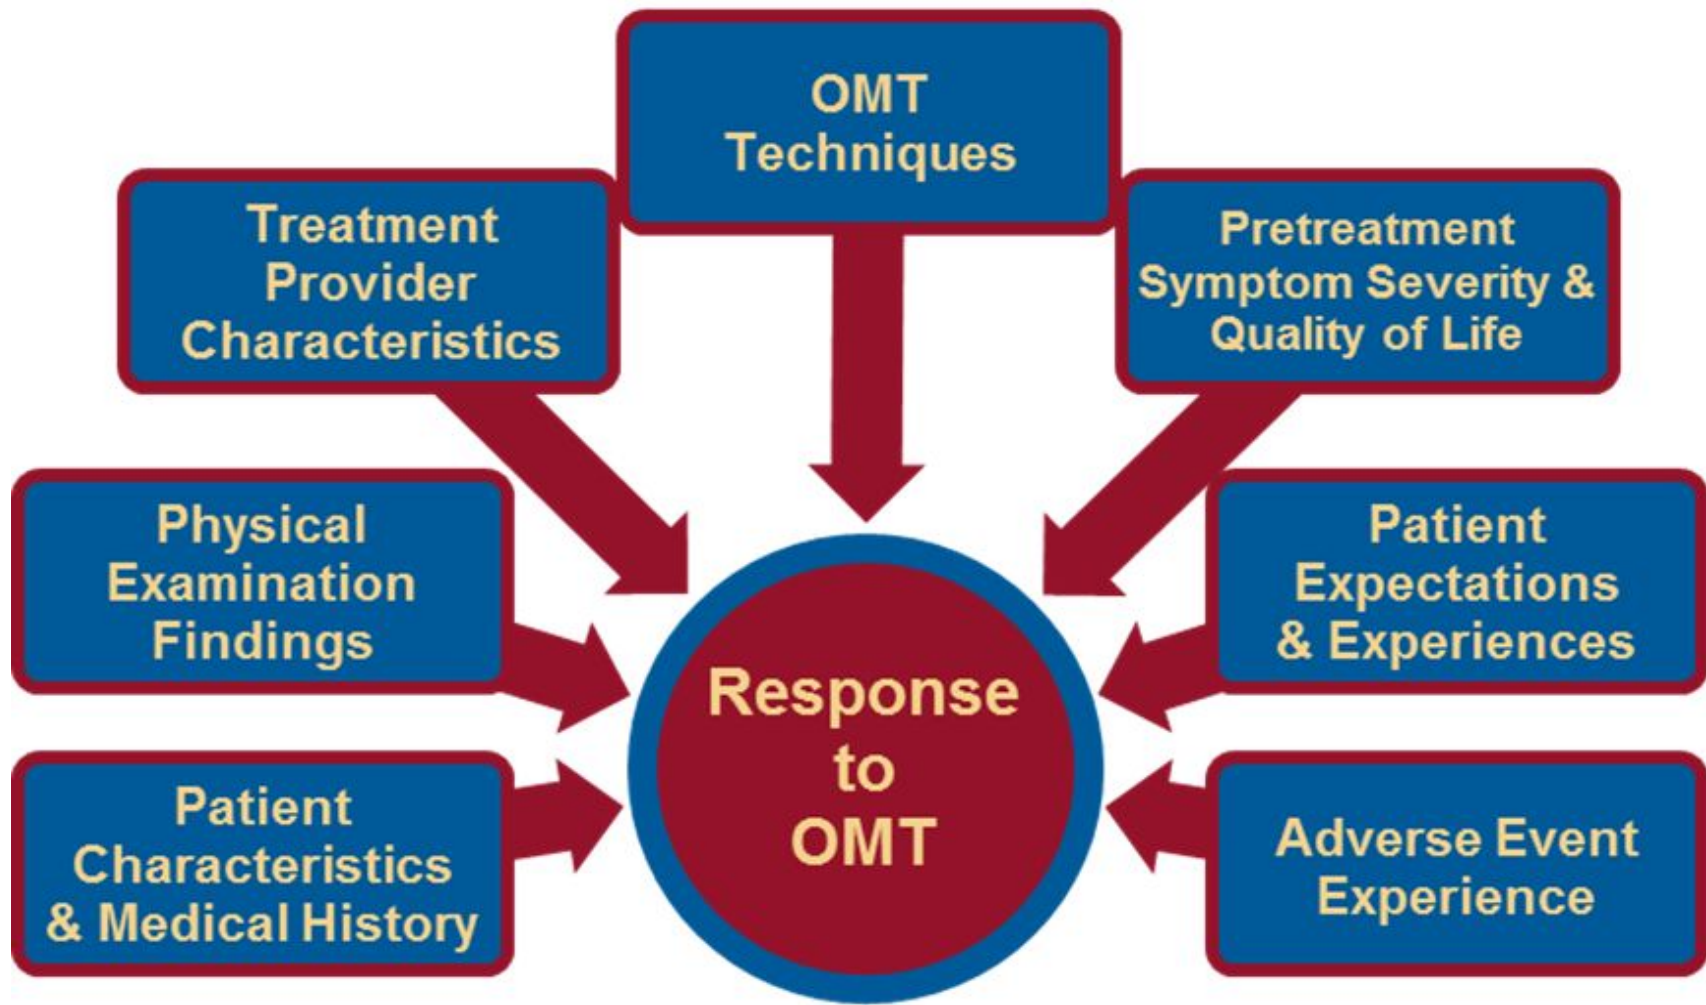 OMT
Techniques
Treatment
Provider
Characteristics
Pretreatment
Symptom Severity &
Quality of Life
Physical
Examination
Findings
Patient
Expectations
& Experiences
Response
to
OMT
Patient
Characteristics
& Medical History
Adverse Event
Experience